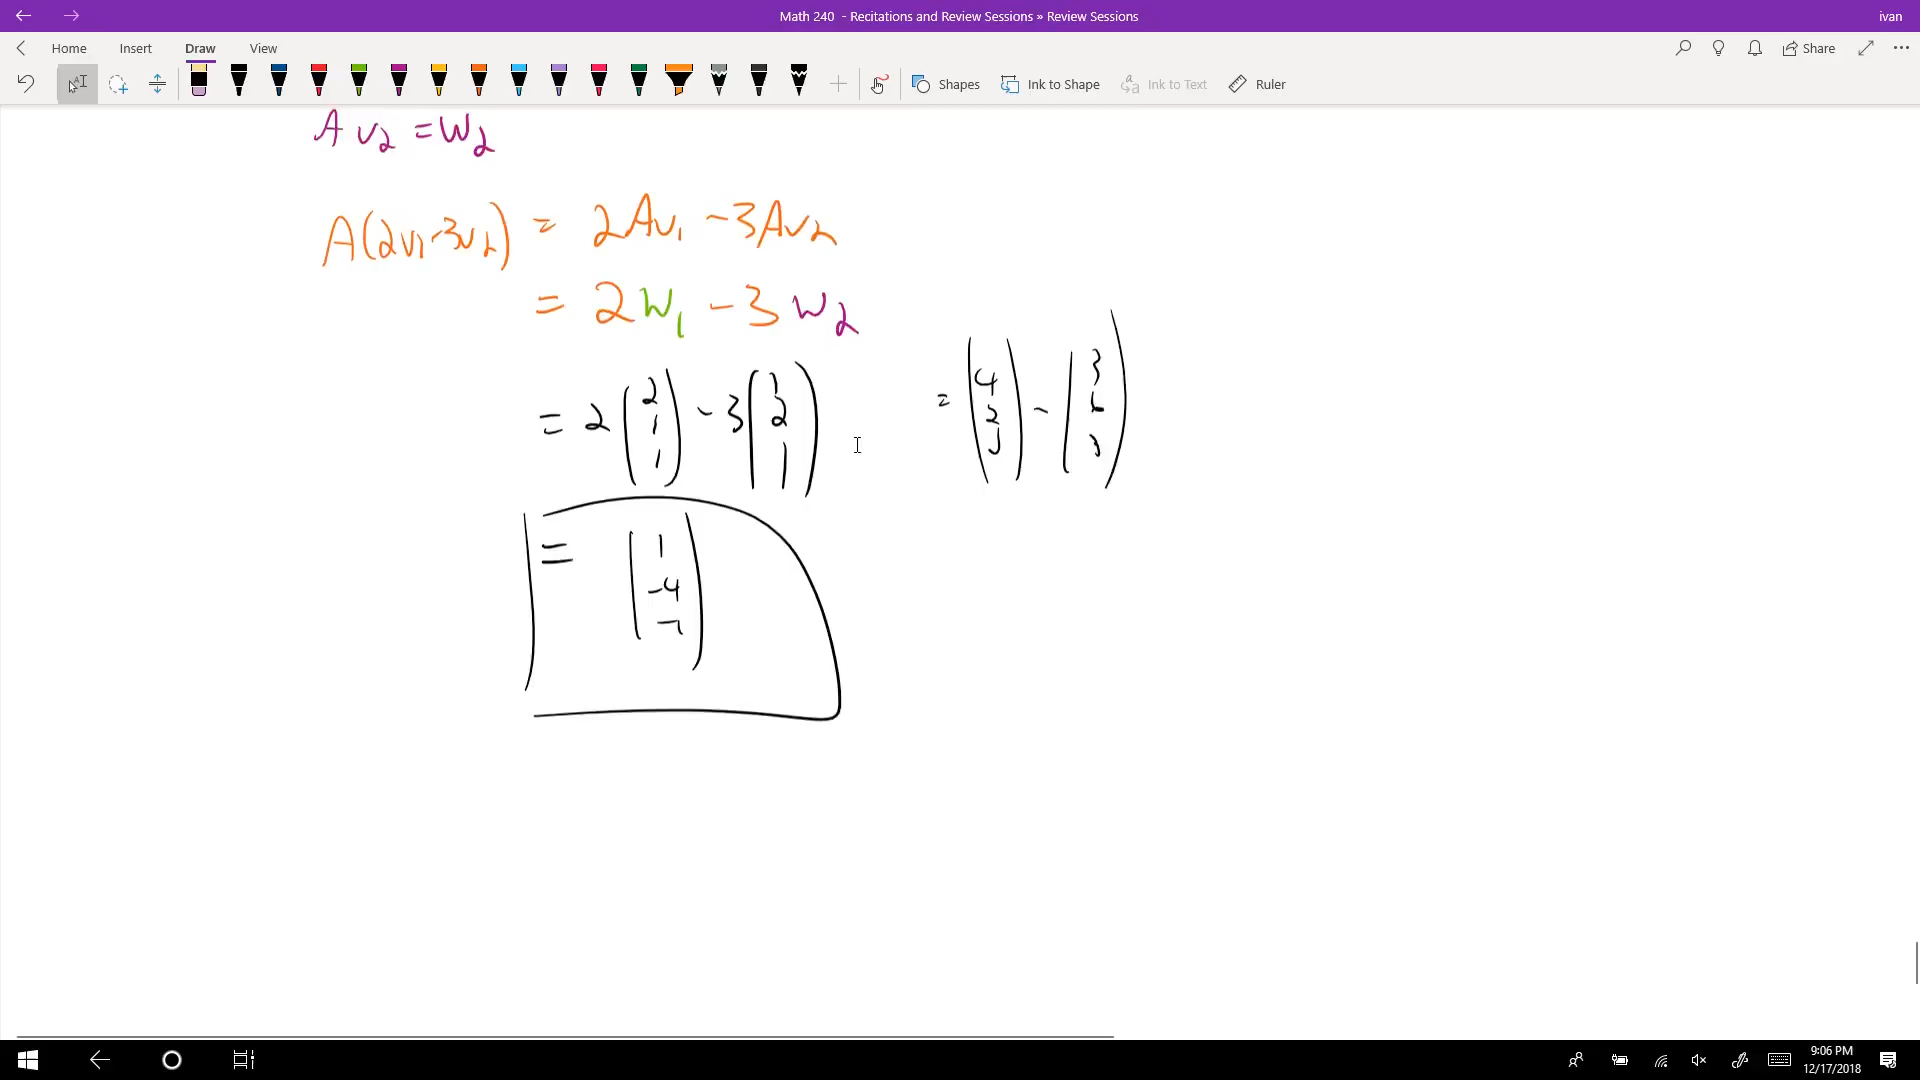 Math 240 - Recitations and Review Sessions » Review Sessions
ivan
Home Insert Draw View
Share
Shapes
Ink to Shape
Ink to Text
Ruler
A v2 = w2
A(2v1-3v2) = 2Av1 - 3Av2
= 2w1 - 3w2
= 2(2 1 1) - 3(1 2 1)
= (4 2
) - (3 6 3)
= (1 -4 -1)
9:06 PM
12/17/2018